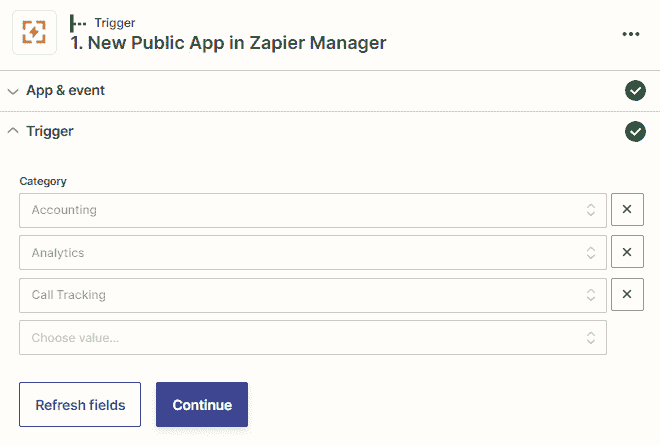 Trigger
1. New Public App in Zapier Manager
App & event
Trigger
Category
Accounting
Analytics
Call Tracking
Choose value...
Refresh fields Continue